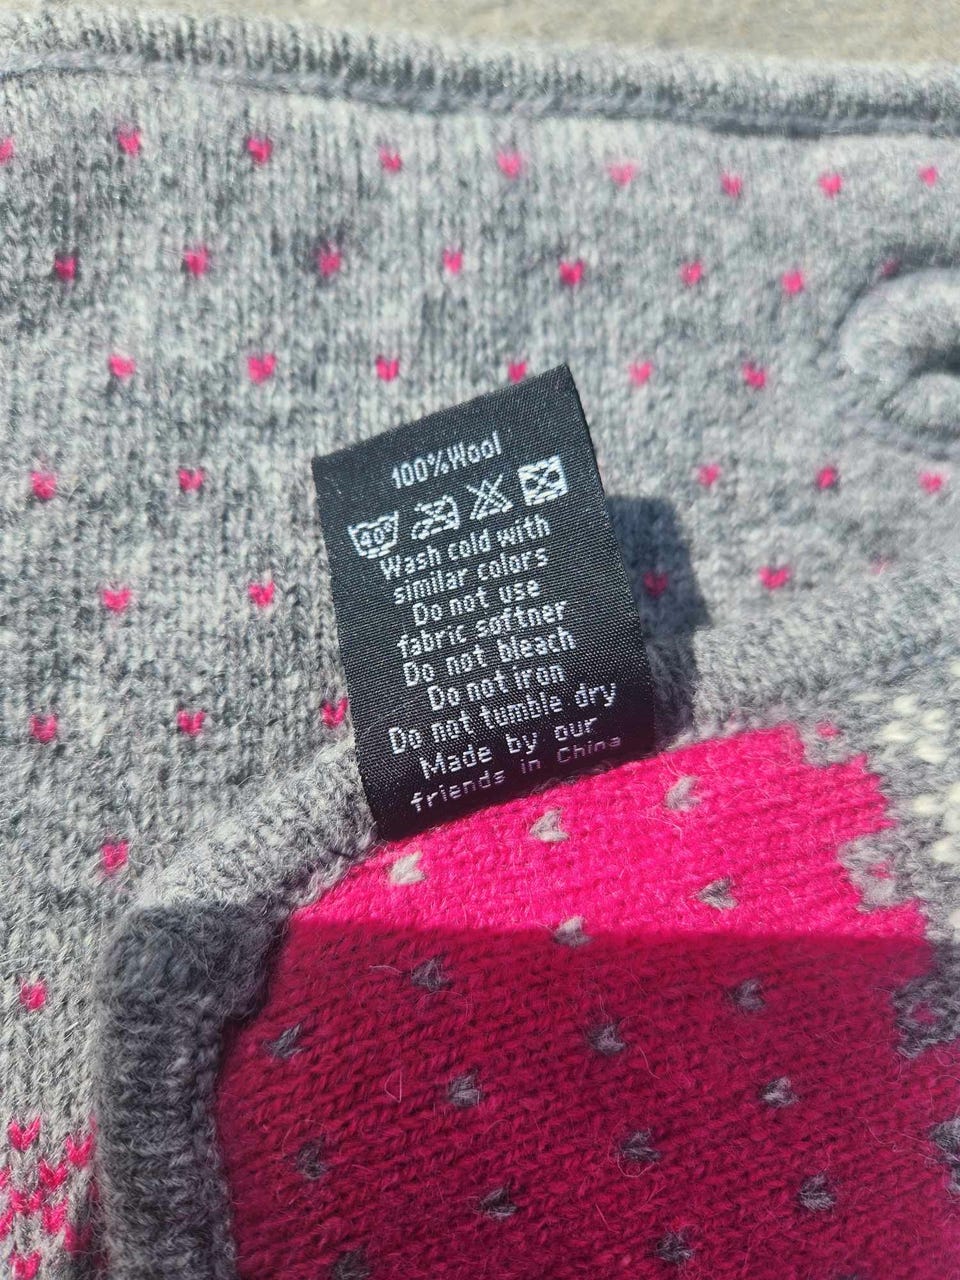 100%Wool
40°
Wash cold with
similar colors
Do not use
fabric softner
Do not bleach
Do not iron
Do not tumble dry
Made by our
friends in China